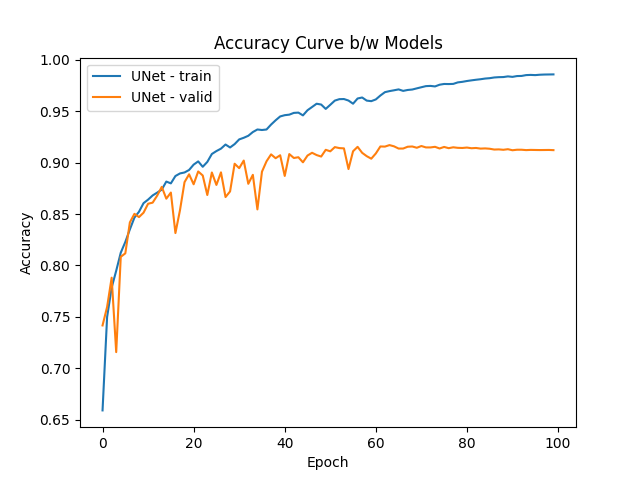 Accuracy Curve b/w Models
UNet - train
UNet - valid
1.00
0.95
0.90
0.85
0.80
0.75
0.70
0.65
Accuracy
0 20 40 60 80 100
Epoch